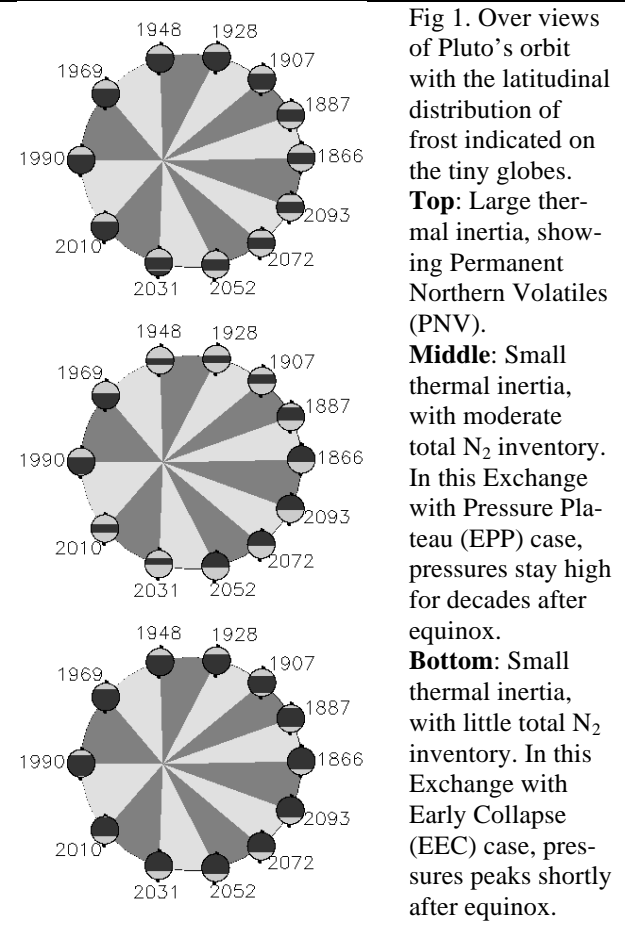 1948
1928
1969
1907
1887
1990
1866
2093
2010
2072
2031
2052
1948
1928
1969
1907
1887
1990
1866
2093
2010
2072
2031
2052
1948
1928
1969
1907
1887
1990
1866
2093
2010
2072
2031
2052
Fig 1. Over views
of Pluto’s orbit
with the latitudinal
distribution of
frost indicated on
the tiny globes.
Top: Large ther-
mal inertia, show-
ing Permanent
Northern Volatiles
(PNV).
Middle: Small
thermal inertia,
with moderate
total N₂ inventory.
In this Exchange
with Pressure Pla-
teau (EPP) case,
pressures stay high
for decades after
equinox.
Bottom: Small
thermal inertia,
with little total N₂
inventory. In this
Exchange with
Early Collapse
(EEC) case, pres-
sures peaks shortly
after equinox.